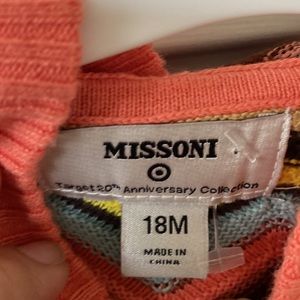 MISSONI
Target 20th Anniversary Collection
18M
MADE IN
CHINA